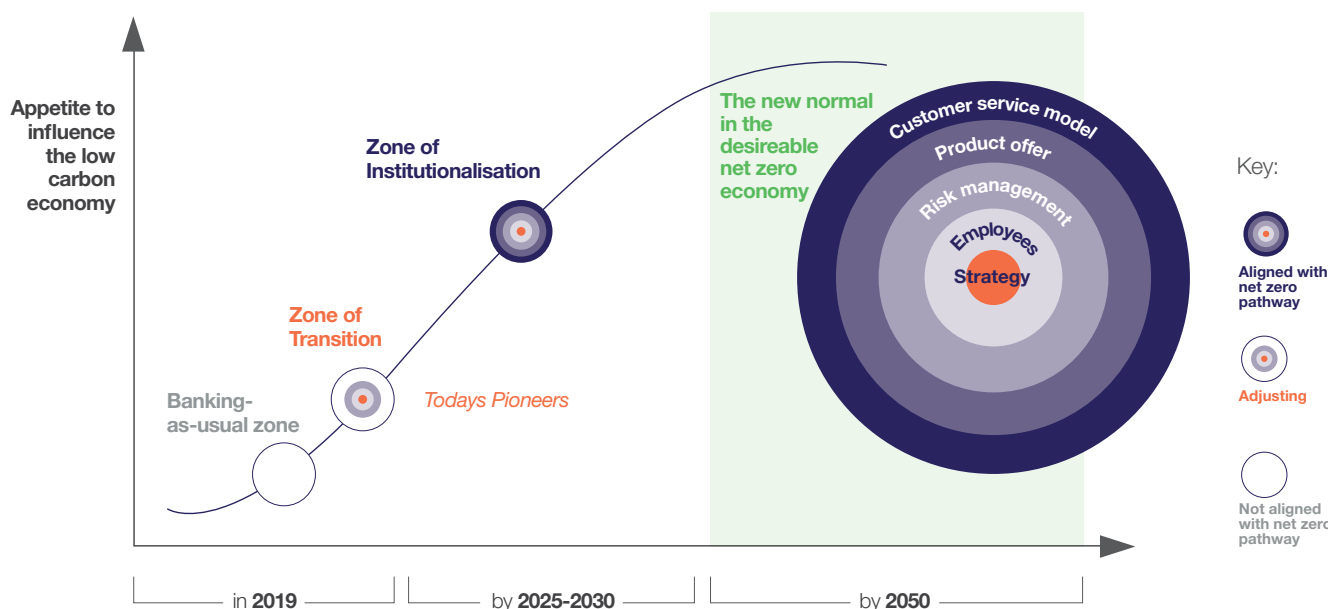 Appetite to
influence
the low
carbon
economy
Banking-
as-usual zone
Zone of
Transition
Todays Pioneers
Zone of
Institutionalisation
The new normal
in the
desireable
net zero
economy
Customer service model
Product offer
Risk management
Employees
Strategy
Key:
Aligned with
net zero
pathway
Adjusting
Not aligned
with net zero
pathway
in 2019
by 2025-2030
by 2050